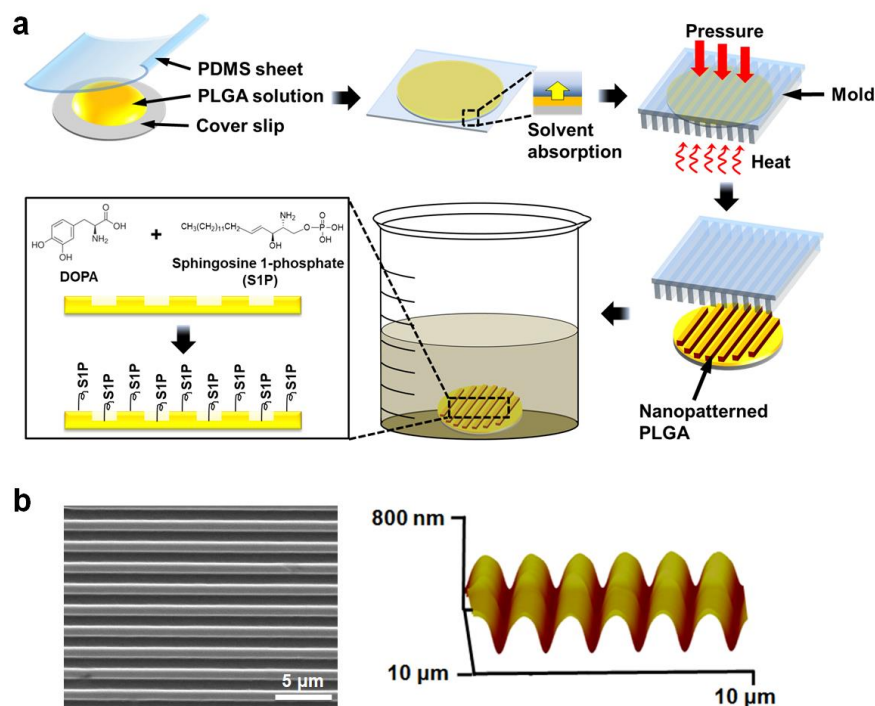 a
PDMS sheet
PLGA solution
Cover slip
Solvent
absorption
Pressure
Mold
Heat
Nanopatterned
PLGA
O
OH
NH₂
HO
OH
DOPA
+
CH₃(CH₂)₁₁H₂C
NH₂
OH
O
O
P
OH
OH
Sphingosine 1-phosphate
(S1P)
S1P
S1P
S1P
S1P
S1P
S1P
S1P
S1P
b
5 µm
800 nm
10 µm
10 µm